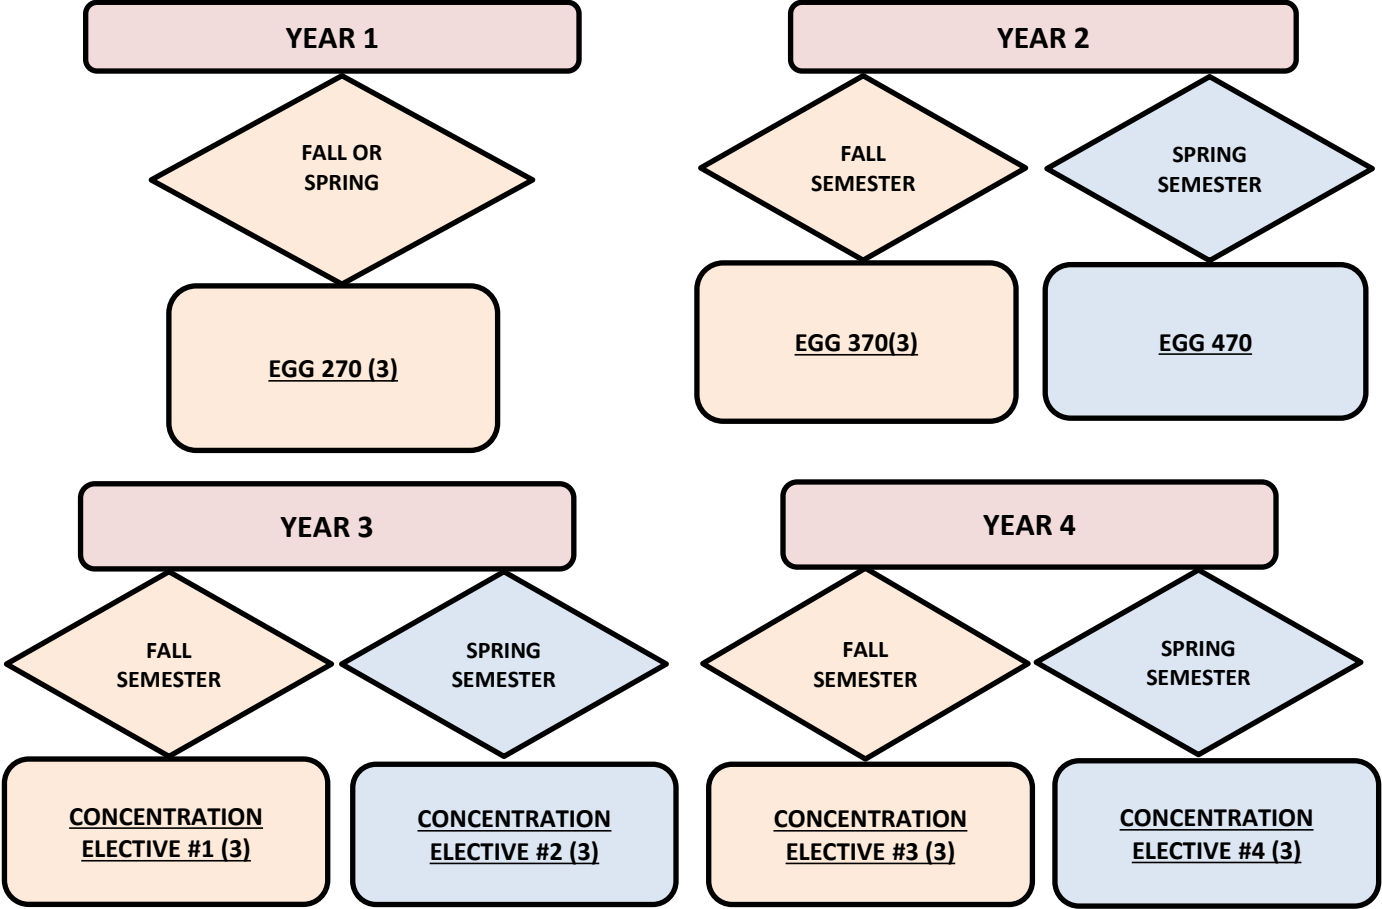 YEAR 1
FALL OR
SPRING
EGG 270 (3)
YEAR 2
FALL
SEMESTER
EGG 370(3)
SPRING
SEMESTER
EGG 470
YEAR 3
FALL
SEMESTER
CONCENTRATION
ELECTIVE #1 (3)
SPRING
SEMESTER
CONCENTRATION
ELECTIVE #2 (3)
YEAR 4
FALL
SEMESTER
CONCENTRATION
ELECTIVE #3 (3)
SPRING
SEMESTER
CONCENTRATION
ELECTIVE #4 (3)